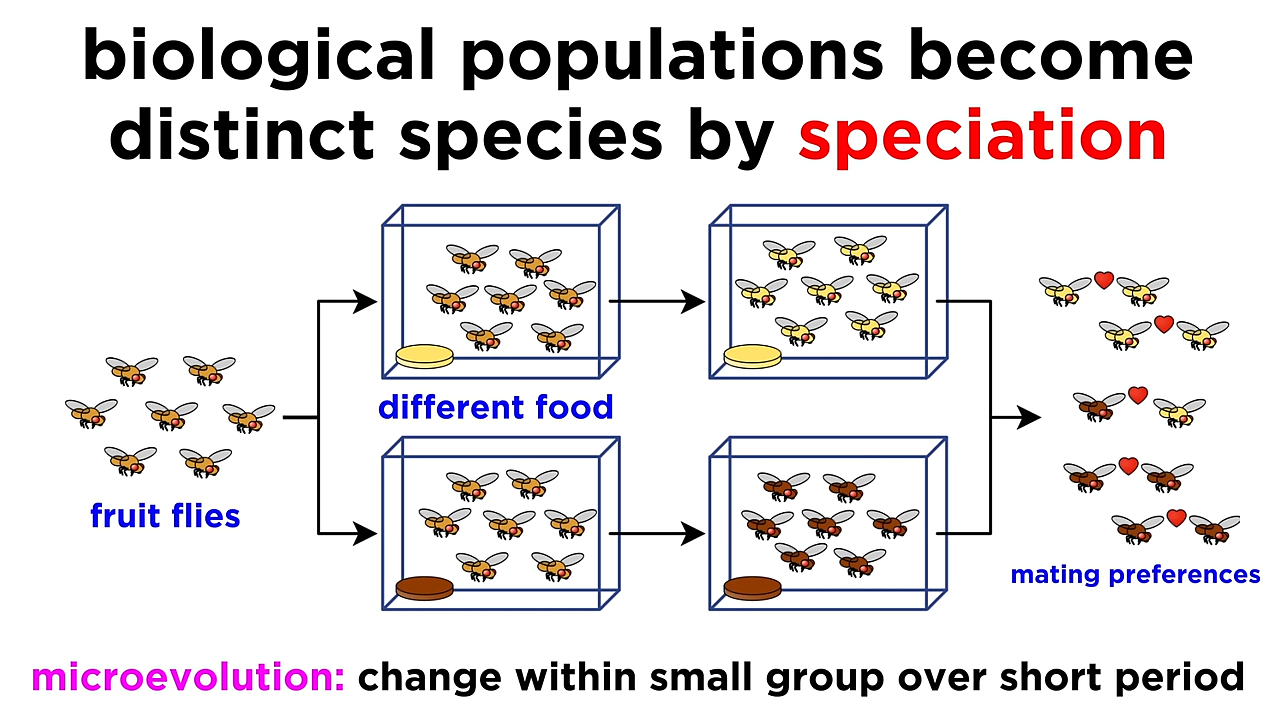 biological populations become
distinct species by speciation
different food
fruit flies
mating preferences
microevolution: change within small group over short period